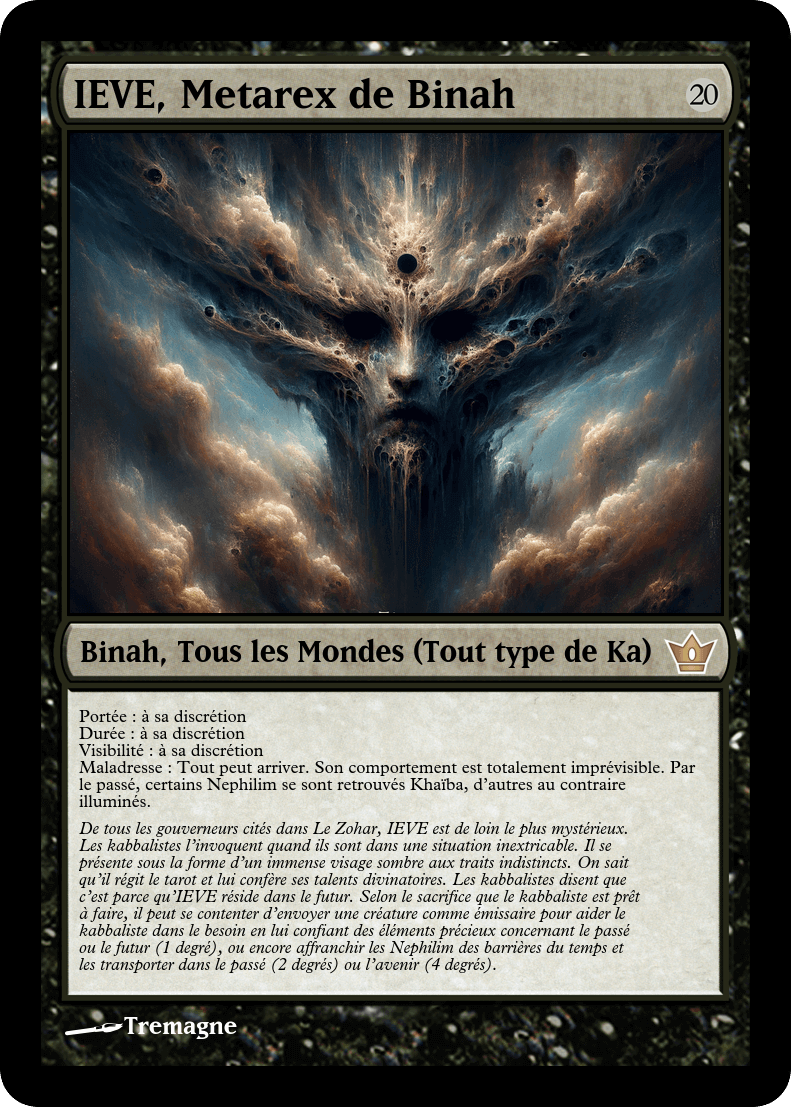 IEVE, Metarex de Binah
20
Binah, Tous les Mondes (Tout type de Ka)
Portée : à sa discrétion
Durée : à sa discrétion
Visibilité : à sa discrétion
Maladresse : Tout peut arriver. Son comportement est totalement imprévisible. Par
le passé, certains Nephilim se sont retrouvés Khaïba, d'autres au contraire
illuminés.
De tous les gouverneurs cités dans Le Zohar, IEVE est de loin le plus mystérieux.
Les kabbalistes l'invoquent quand ils sont dans une situation inextricable. Il se
présente sous la forme d'un immense visage sombre aux traits indistincts. On sait
qu'il régit le tarot et lui confère ses talents divinatoires. Les kabbalistes disent que
c'est parce qu'IEVE réside dans le futur. Selon le sacrifice que le kabbaliste est prêt
à faire, il peut se contenter d'envoyer une créature comme émissaire pour aider le
kabbaliste dans le besoin en lui confiant des éléments précieux concernant le passé
ou le futur (1 degré), ou encore affranchir les Nephilim des barrières du temps et
les transporter dans le passé (2 degrés) ou l'avenir (4 degrés).
Tremagne